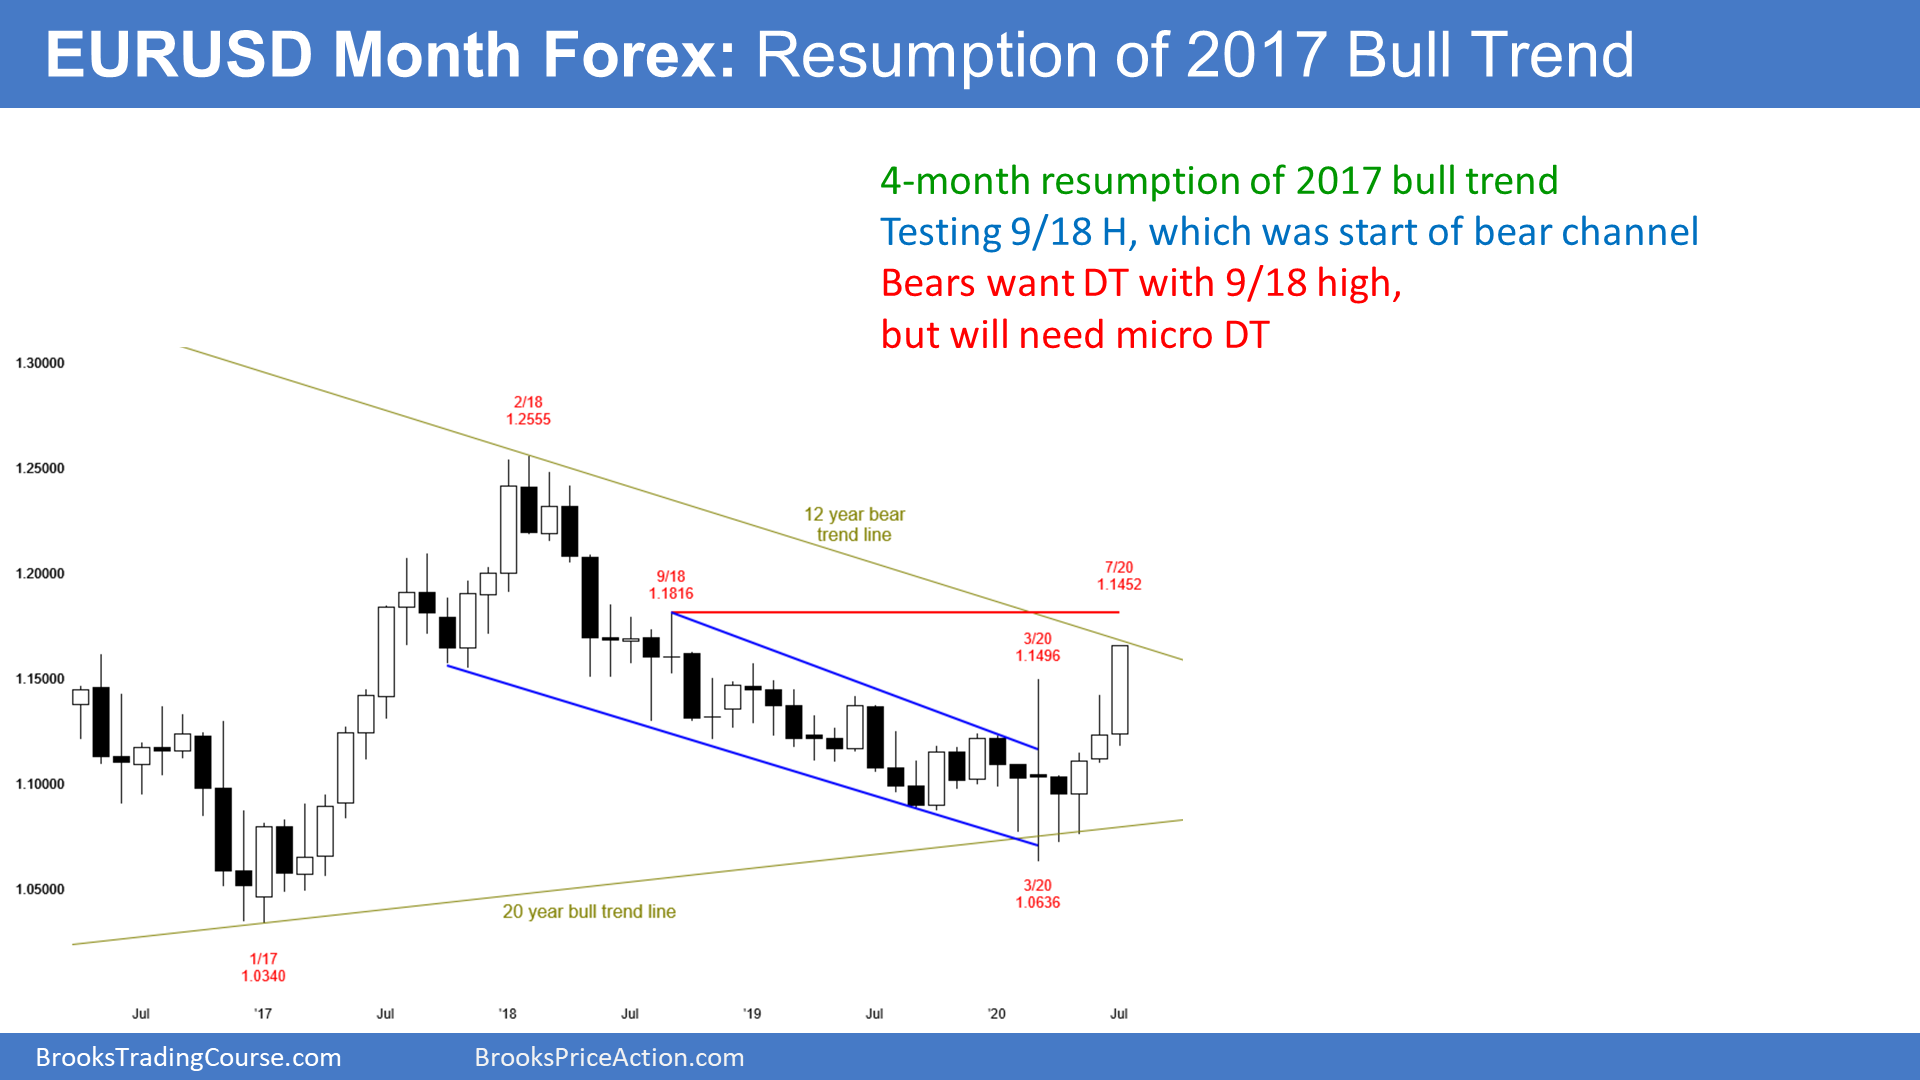 EURUSD Month Forex: Resumption of 2017 Bull Trend
4-month resumption of 2017 bull trend
Testing 9/18 H, which was start of bear channel
Bears want DT with 9/18 high,
but will need micro DT
1.30000
2/18
1.2555
1.25000
12 year bear
trend line
1.20000
9/18
1.1816
7/20
1.1452
3/20
1.1496
1.15000
1.10000
1.05000
3/20
1.0636
20 year bull trend line
1/17
1.0340
Jul
'17
Jul
'18
Jul
'19
Jul
'20
Jul
BrooksTradingCourse.com
BrooksPriceAction.com